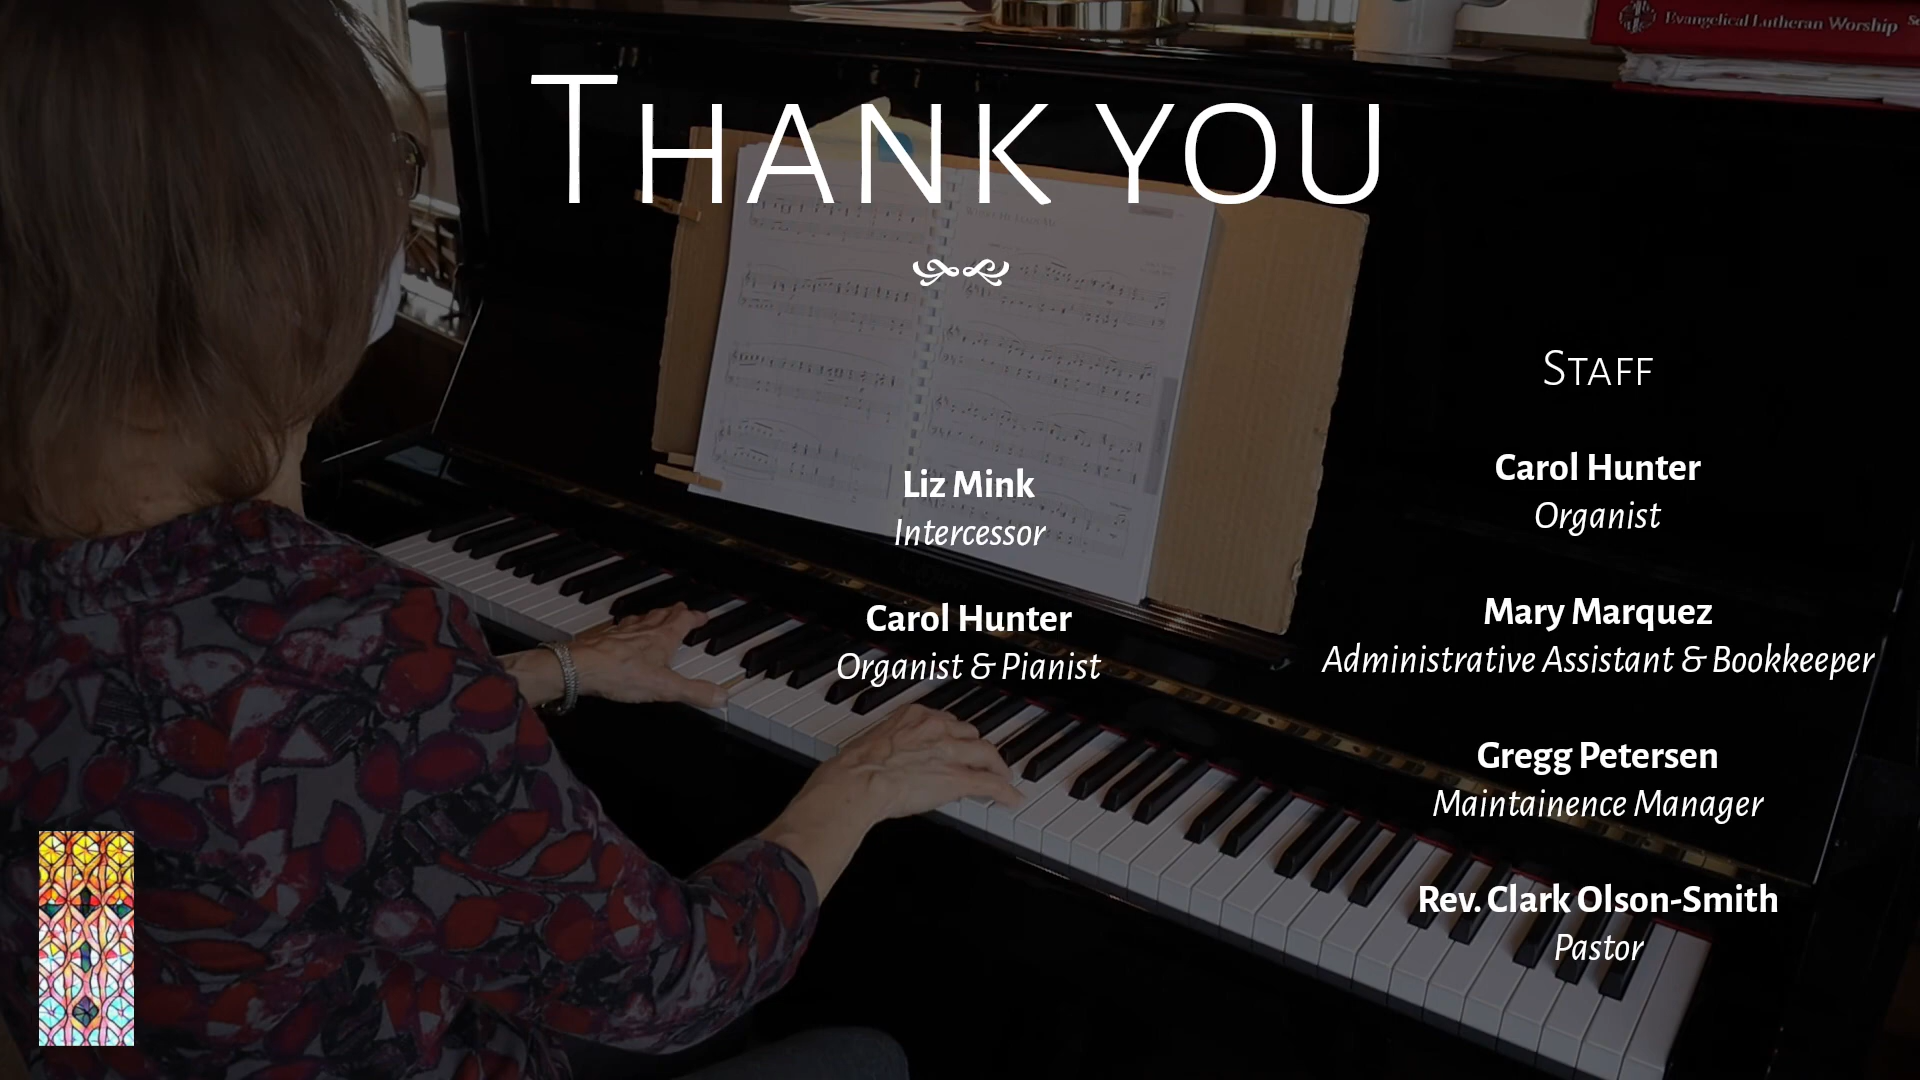 Evangelical Lutheran Worship
Thank you
Liz Mink
Intercessor
Carol Hunter
Organist & Pianist
Staff
Carol Hunter
Organist
Mary Marquez
Administrative Assistant & Bookkeeper
Gregg Petersen
Maintainence Manager
Rev. Clark Olson-Smith
Pastor